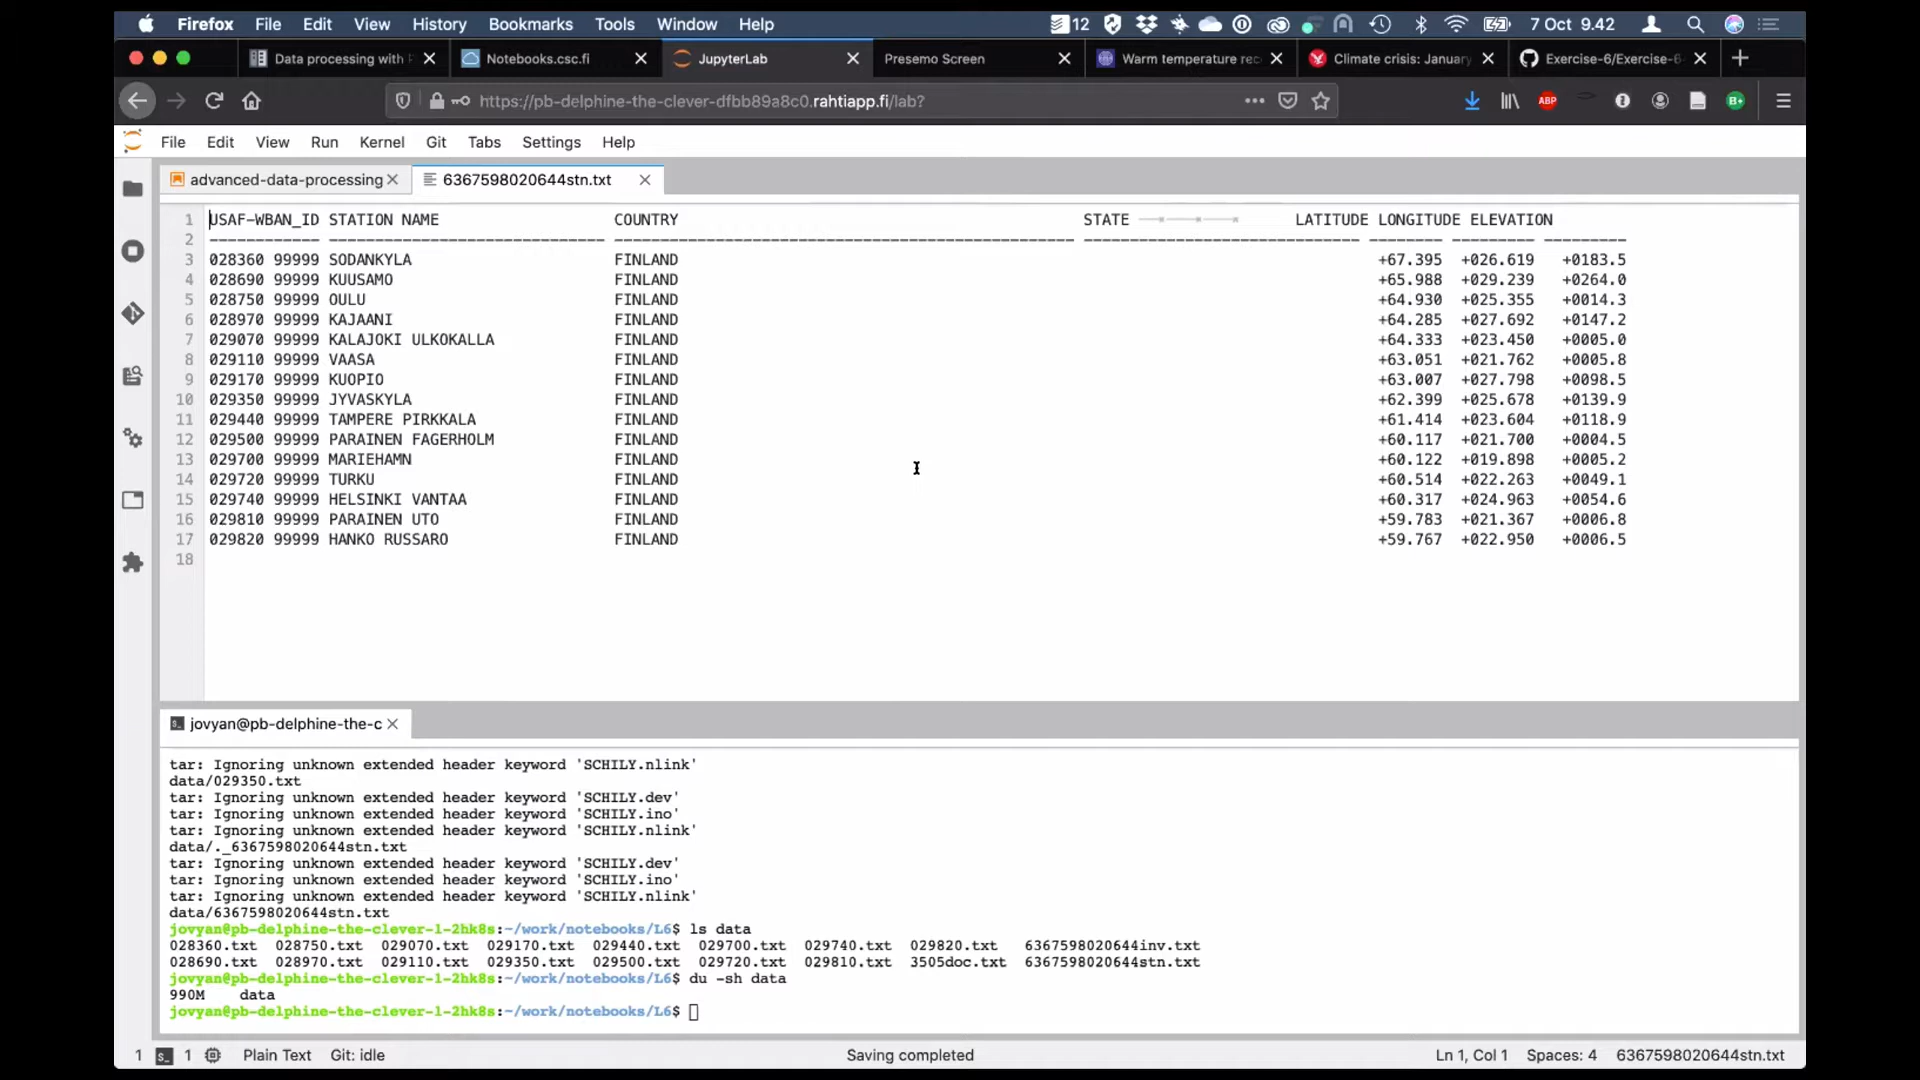 Firefox File Edit View History Bookmarks Tools Window Help 12 7 Oct 9.42
Data processing with Notebooks.csc.fi JupyterLab Presemo Screen Warm temperature rec Climate crisis: January Exercise-6/Exercise-6-
https://pb-delphine-the-clever-dfbb89a8c0.rahtiapp.fi/lab? ABP B+
File Edit View Run Kernel Git Tabs Settings Help
advanced-data-processing 6367598020644stn.txt
1 USAF-WBAN_ID STATION NAME COUNTRY STATE LATITUDE LONGITUDE ELEVATION
2 ------------ ------------------------------ -------------------------------------------------- ------------------------------ -------- --------- ---------
3 028360 99999 SODANKYLA FINLAND +67.395 +026.619 +0183.5
4 028690 99999 KUUSAMO FINLAND +65.988 +029.239 +0264.0
5 028750 99999 OULU FINLAND +64.930 +025.355 +0014.3
6 028970 99999 KAJAANI FINLAND +64.285 +027.692 +0147.2
7 029070 99999 KALAJOKI ULKOKALLA FINLAND +64.333 +023.450 +0005.0
8 029110 99999 VAASA FINLAND +63.051 +021.762 +0005.8
9 029170 99999 KUOPIO FINLAND +63.007 +027.798 +0098.5
10 029350 99999 JYVASKYLA FINLAND +62.399 +025.678 +0139.9
11 029440 99999 TAMPERE PIRKKALA FINLAND +61.414 +023.604 +0118.9
12 029500 99999 PARAINEN FAGERHOLM FINLAND +60.117 +021.700 +0004.5
13 029700 99999 MARIEHAMN FINLAND +60.122 +019.898 +0005.2
14 029720 99999 TURKU FINLAND +60.514 +022.263 +0049.1
15 029740 99999 HELSINKI VANTAA FINLAND +60.317 +024.963 +0054.6
16 029810 99999 PARAINEN UTO FINLAND +59.783 +021.367 +0006.8
17 029820 99999 HANKO RUSSARO FINLAND +59.767 +022.950 +0006.5
18
jovyan@pb-delphine-the-c
tar: Ignoring unknown extended header keyword 'SCHILY.nlink'
data/029350.txt
tar: Ignoring unknown extended header keyword 'SCHILY.dev'
tar: Ignoring unknown extended header keyword 'SCHILY.ino'
tar: Ignoring unknown extended header keyword 'SCHILY.nlink'
data/._6367598020644stn.txt
tar: Ignoring unknown extended header keyword 'SCHILY.dev'
tar: Ignoring unknown extended header keyword 'SCHILY.ino'
tar: Ignoring unknown extended header keyword 'SCHILY.nlink'
data/6367598020644stn.txt
jovyan@pb-delphine-the-clever-1-2hk8s:~/work/notebooks/L6$ ls data
028360.txt 028750.txt 029070.txt 029170.txt 029440.txt 029700.txt 029740.txt 029820.txt 6367598020644inv.txt
028690.txt 028970.txt 029110.txt 029350.txt 029500.txt 029720.txt 029810.txt 3505doc.txt 6367598020644stn.txt
jovyan@pb-delphine-the-clever-1-2hk8s:~/work/notebooks/L6$ du -sh data
990M data
jovyan@pb-delphine-the-clever-1-2hk8s:~/work/notebooks/L6$
1 1 Plain Text Git: idle Saving completed Ln 1, Col 1 Spaces: 4 6367598020644stn.txt